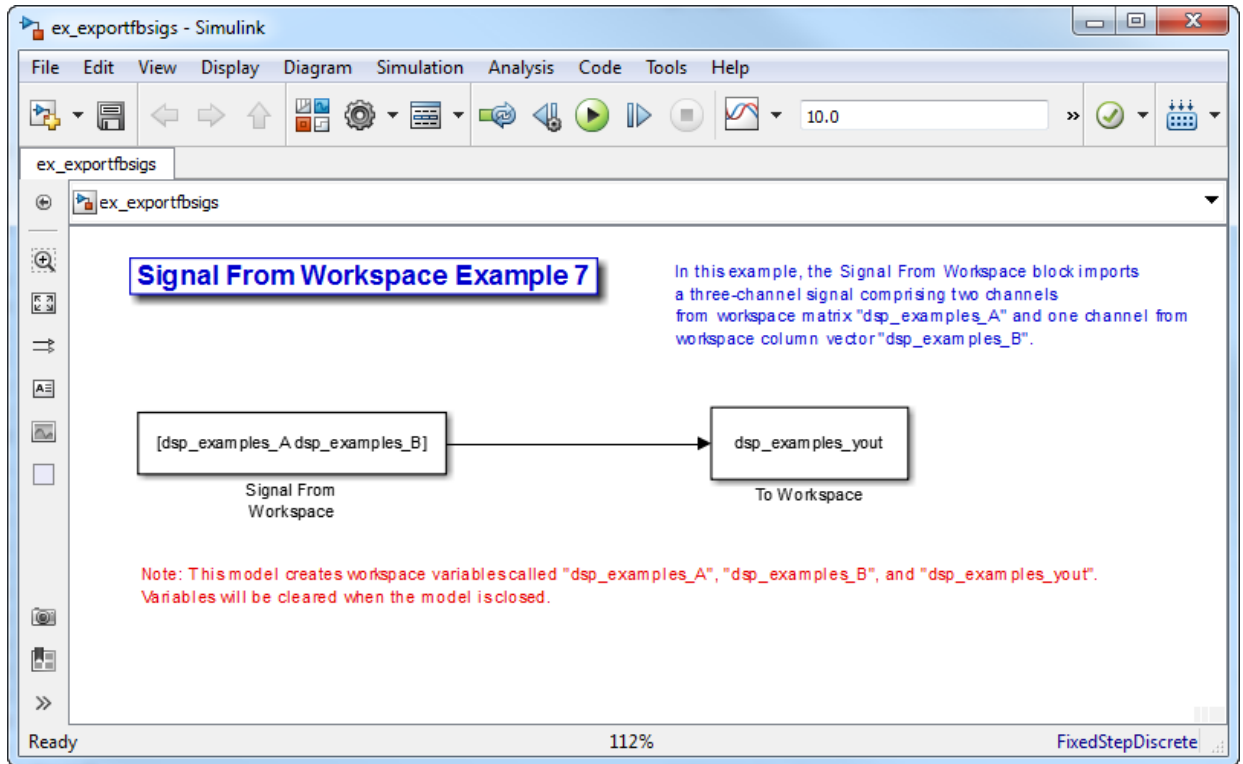 ex_exportfbsigs - Simulink
File Edit View Display Diagram Simulation Analysis Code Tools Help
10.0
ex_exportfbsigs
ex_exportfbsigs
Signal From Workspace Example 7
In this example, the Signal From Workspace block imports
a three-channel signal comprising two channels
from workspace matrix "dsp_examples_A" and one channel from
workspace column vector "dsp_examples_B".
[dsp_examples_A dsp_examples_B]
dsp_examples_yout
Signal From
Workspace
To Workspace
Note: This model creates workspace variables called "dsp_examples_A", "dsp_examples_B", and "dsp_examples_yout".
Variables will be cleared when the model is closed.
Ready 112% FixedStepDiscrete